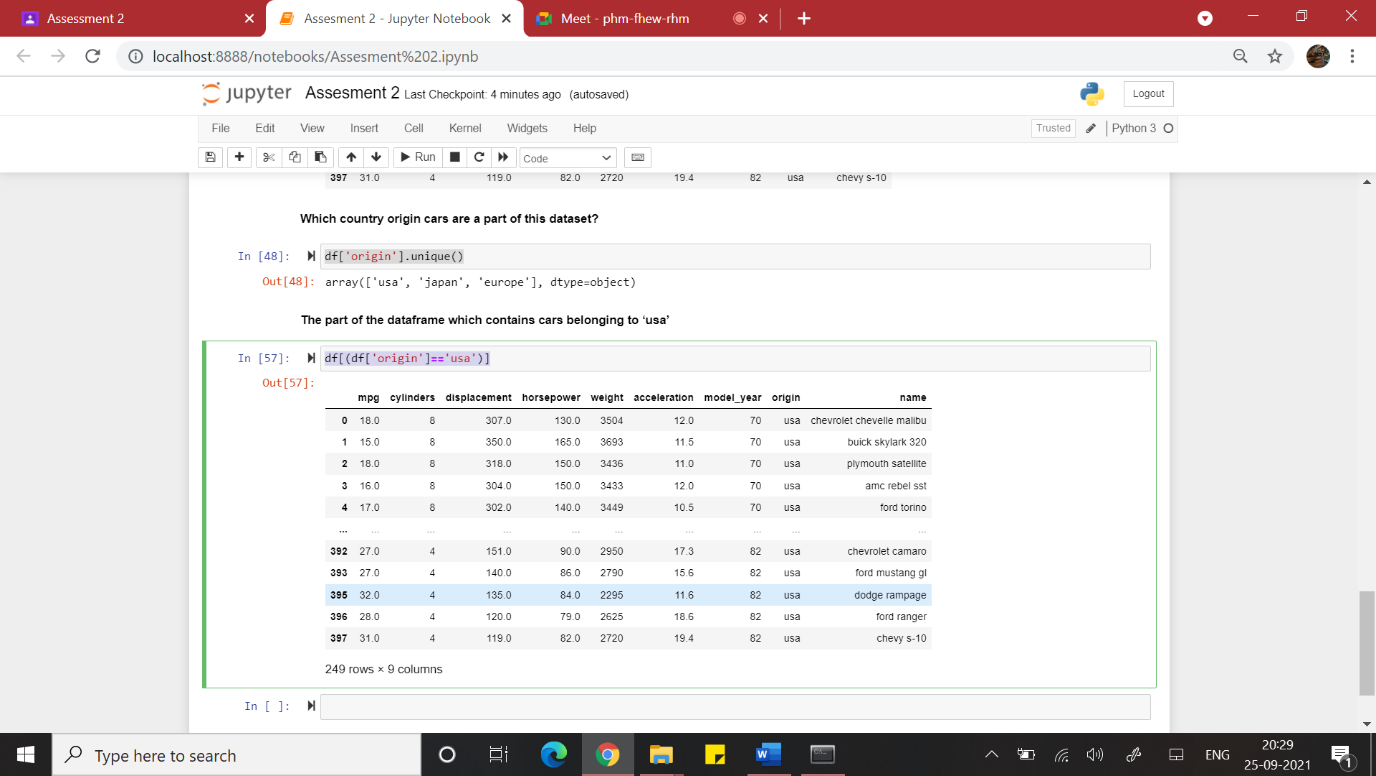 Assessment 2
Assesment 2 - Jupyter Notebook
Meet - phm-fhew-rhm
localhost:8888/notebooks/Assesment%202.ipynb
jupyter Assesment 2 Last Checkpoint: 4 minutes ago (autosaved)
Logout
File Edit View Insert Cell Kernel Widgets Help
Trusted Python 3
Run Code
397 31.0 4 119.0 82.0 2720 19.4 82 usa chevy s-10
Which country origin cars are a part of this dataset?
In [48]: df['origin'].unique()
Out[48]: array(['usa', 'japan', 'europe'], dtype=object)
The part of the dataframe which contains cars belonging to ‘usa’
In [57]: df[(df['origin']=='usa')]
Out[57]:
mpg cylinders displacement horsepower weight acceleration model_year origin name
0 18.0 8 307.0 130.0 3504 12.0 70 usa chevrolet chevelle malibu
1 15.0 8 350.0 165.0 3693 11.5 70 usa buick skylark 320
2 18.0 8 318.0 150.0 3436 11.0 70 usa plymouth satellite
3 16.0 8 304.0 150.0 3433 12.0 70 usa amc rebel sst
4 17.0 8 302.0 140.0 3449 10.5 70 usa ford torino
... ... ... ... ... ... ... ... ... ...
392 27.0 4 151.0 90.0 2950 17.3 82 usa chevrolet camaro
393 27.0 4 140.0 86.0 2790 15.6 82 usa ford mustang gl
395 32.0 4 135.0 84.0 2295 11.6 82 usa dodge rampage
396 28.0 4 120.0 79.0 2625 18.6 82 usa ford ranger
397 31.0 4 119.0 82.0 2720 19.4 82 usa chevy s-10
249 rows × 9 columns
In [ ]:
Type here to search
W
ENG
20:29
25-09-2021
1